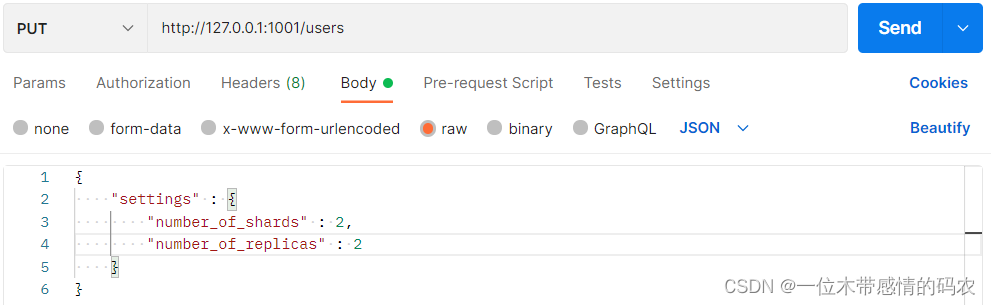 PUT http://127.0.0.1:1001/users Send
Params Authorization Headers (8) Body Pre-request Script Tests Settings Cookies
none form-data x-www-form-urlencoded raw binary GraphQL JSON Beautify
1 {
2 "settings" : {
3 "number_of_shards" : 2,
4 "number_of_replicas" : 2
5 }
6 }
CSDN @一位木带感情的码农